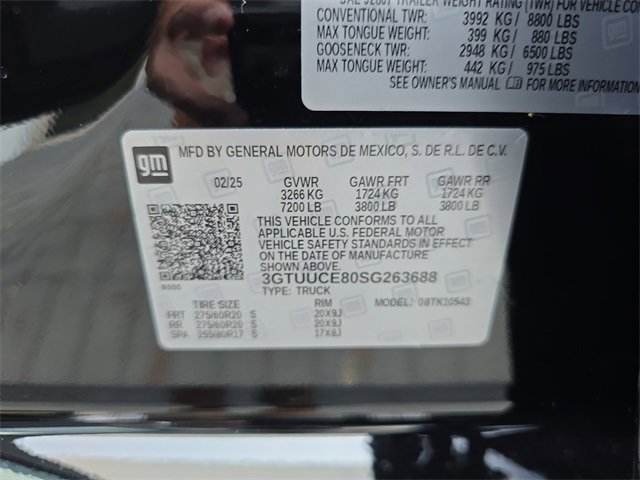 SAE J2807 TRAILER WEIGHT RATING (TWR) FOR VEHICLE CO
CONVENTIONAL TWR: 3992 KG / 8800 LBS
MAX TONGUE WEIGHT: 399 KG / 880 LBS
GOOSENECK TWR: 2948 KG / 6500 LBS
MAX TONGUE WEIGHT: 442 KG / 975 LBS
SEE OWNER'S MANUAL FOR MORE INFORMATION
gm MFD BY GENERAL MOTORS DE MEXICO, S. DE R.L. DE C.V.
02/25 GVWR GAWR FRT GAWR RR
3266 KG 1724 KG 1724 KG
7200 LB 3800 LB 3800 LB
THIS VEHICLE CONFORMS TO ALL
APPLICABLE U.S. FEDERAL MOTOR
VEHICLE SAFETY STANDARDS IN EFFECT
ON THE DATE OF MANUFACTURE
SHOWN ABOVE.
3GTUUCE80SG263688
TYPE: TRUCK MODEL: 08TK10543
TIRE SIZE RIM
FRT 275/60R20 S 20X9J
RR 275/60R20 S 20X9J
SPA 255/80R17 S 17X8J